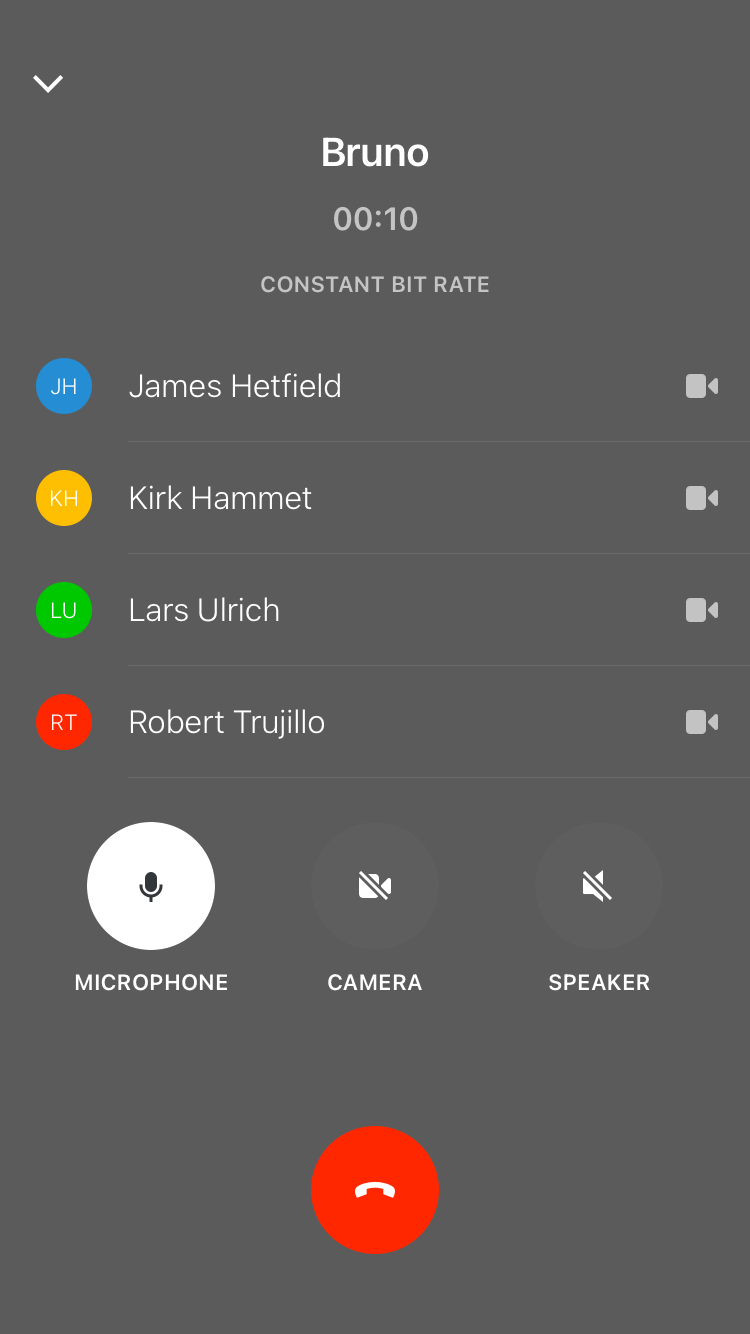 Bruno
00:10
CONSTANT BIT RATE
JH James Hetfield
KH Kirk Hammet
LU Lars Ulrich
RT Robert Trujillo
MICROPHONE CAMERA SPEAKER